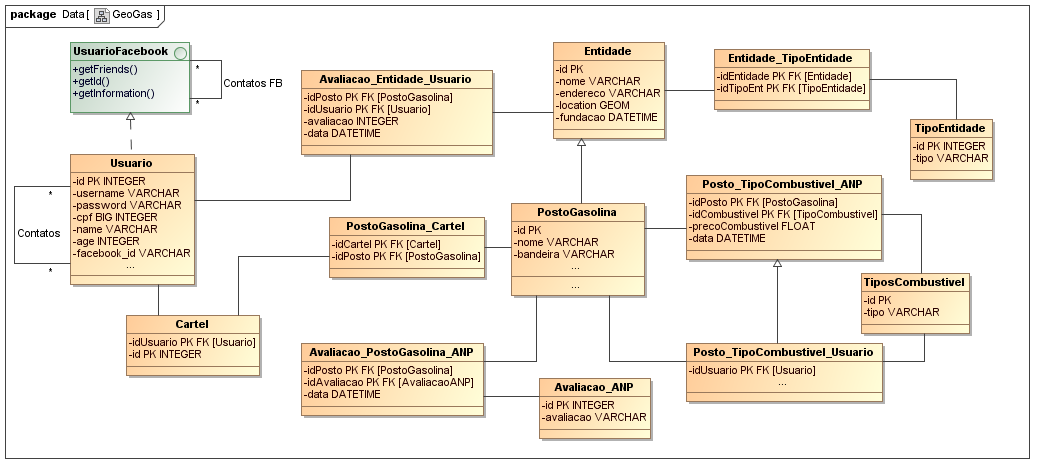 package Data [ GeoGas ]
UsuarioFacebook
+getFriends()
+getId()
+getInformation()
*
*
Contatos FB
Avaliacao_Entidade_Usuario
-idPosto PK FK [PostoGasolina]
-idUsuario PK FK [Usuario]
-avaliacao INTEGER
-data DATETIME
Entidade
-id PK
-nome VARCHAR
-endereco VARCHAR
-location GEOM
-fundacao DATETIME
Entidade_TipoEntidade
-idEntidade PK FK [Entidade]
-idTipoEnt PK FK [TipoEntidade]
TipoEntidade
-id PK INTEGER
-tipo VARCHAR
Usuario
-id PK INTEGER
-username VARCHAR
-password VARCHAR
-cpf BIG INTEGER
-name VARCHAR
-age INTEGER
-facebook_id VARCHAR
...
*
Contatos
*
PostoGasolina_Cartel
-idCartel PK FK [Cartel]
-idPosto PK FK [PostoGasolina]
PostoGasolina
-id PK
-nome VARCHAR
-bandeira VARCHAR
...
...
Posto_TipoCombustivel_ANP
-idPosto PK FK [PostoGasolina]
-idCombustivel PK FK [TipoCombustivel]
-precoCombustivel FLOAT
-data DATETIME
TiposCombustivel
-id PK
-tipo VARCHAR
Cartel
-idUsuario PK FK [Usuario]
-id PK INTEGER
Avaliacao_PostoGasolina_ANP
-idPosto PK FK [PostoGasolina]
-idAvaliacao PK FK [AvaliacaoANP]
-data DATETIME
Avaliacao_ANP
-id PK INTEGER
-avaliacao VARCHAR
Posto_TipoCombustivel_Usuario
-idUsuario PK FK [Usuario]
...